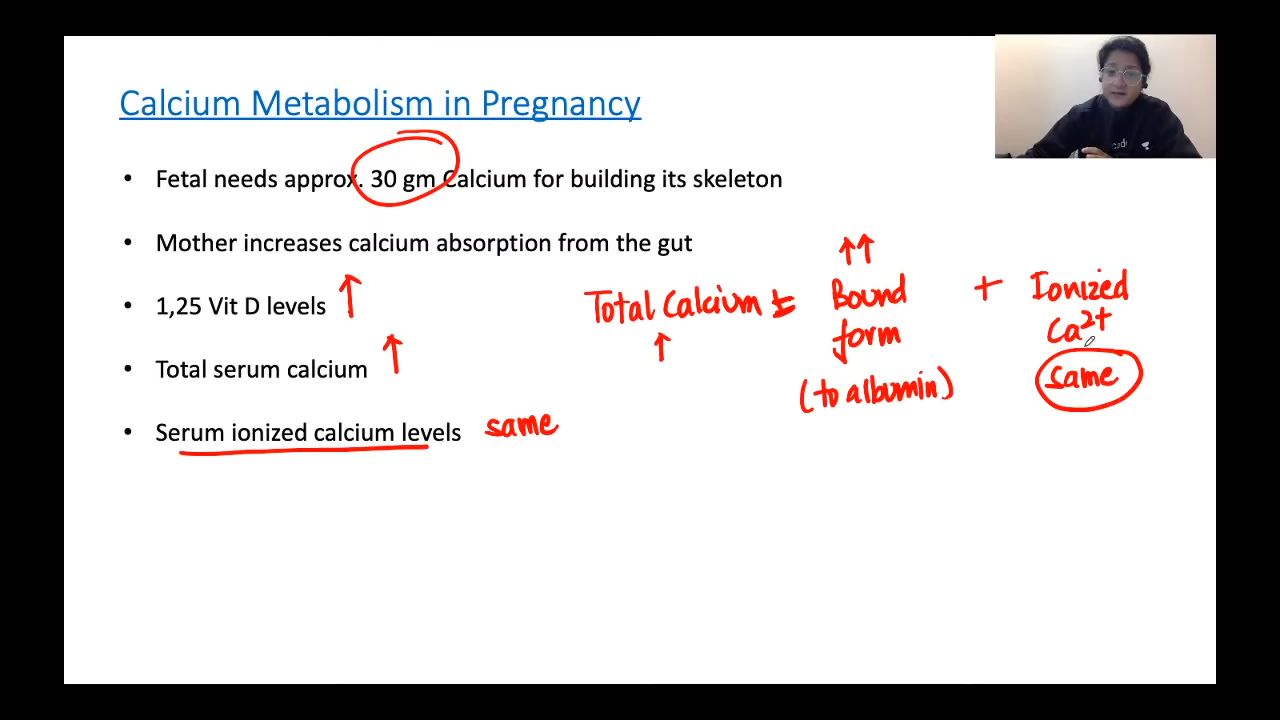 Calcium Metabolism in Pregnancy
• Fetal needs approx. 30 gm Calcium for building its skeleton
• Mother increases calcium absorption from the gut
• 1,25 Vit D levels ↑
• Total serum calcium ↑
• Serum ionized calcium levels same
↑↑
Total Calcium = Bound + Ionized
↑ form Ca2+
(to albumin) same